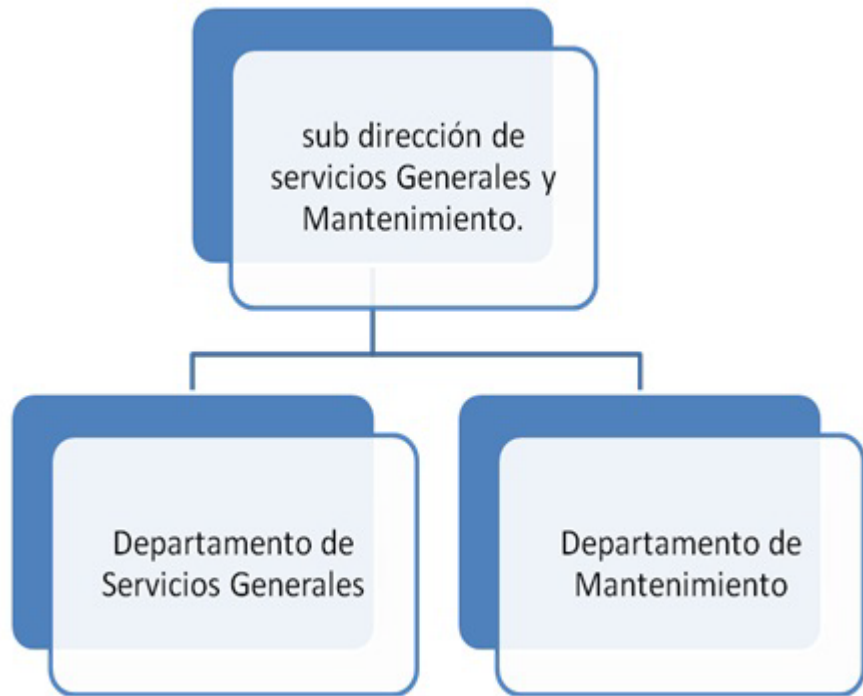 sub dirección de
servicios Generales y
Mantenimiento.
Departamento de
Servicios Generales
Departamento de
Mantenimiento